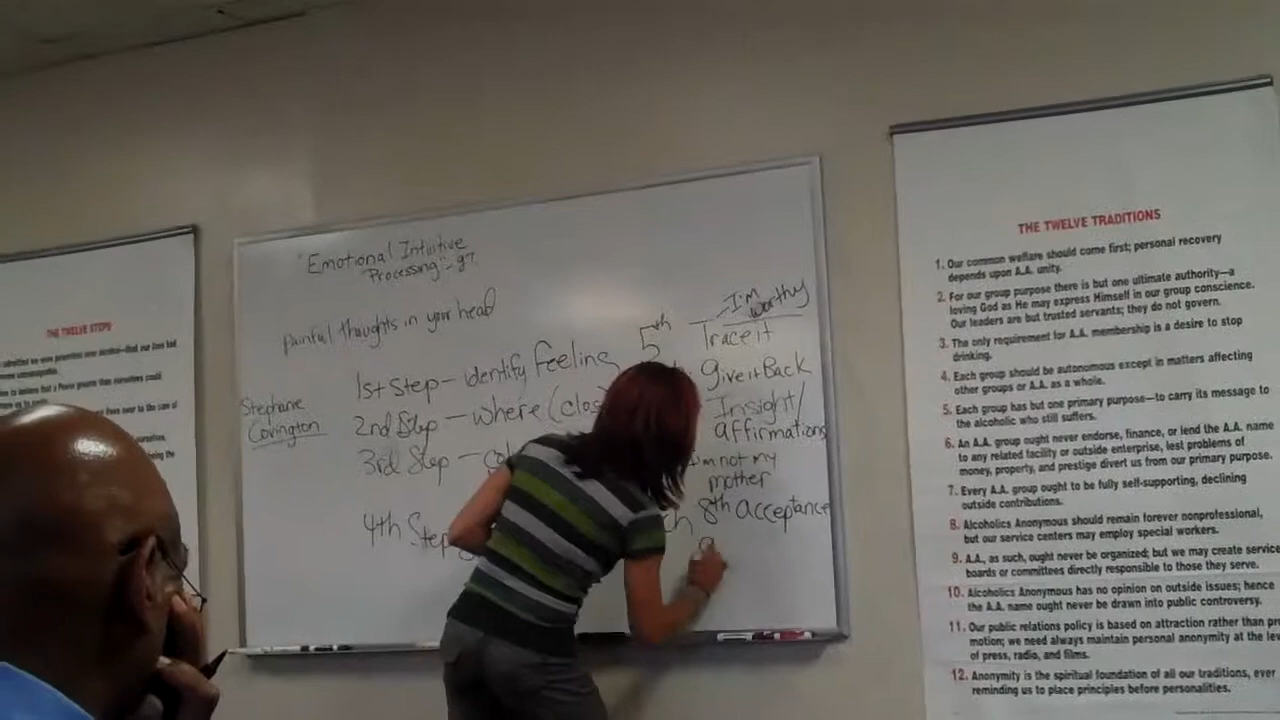 "Emotional Intuitive
Processing"
painful thoughts in your head
1st Step - identify feeling
2nd Step - where (clos
3rd Step -
4th Step
Stephanie
Covington
- I'm
worthy
5th Trace it
give it Back
Insight/
affirmations
I'm not my
mother
8th acceptance
THE TWELVE STEPS
THE TWELVE TRADITIONS
1. Our common welfare should come first; personal recovery
depends upon A.A. unity.
2. For our group purpose there is but one ultimate authority—a
loving God as He may express Himself in our group conscience.
Our leaders are but trusted servants; they do not govern.
3. The only requirement for A.A. membership is a desire to stop
drinking.
4. Each group should be autonomous except in matters affecting
other groups or A.A. as a whole.
5. Each group has but one primary purpose—to carry its message to
the alcoholic who still suffers.
6. An A.A. group ought never endorse, finance, or lend the A.A. name
to any related facility or outside enterprise, lest problems of
money, property, and prestige divert us from our primary purpose.
7. Every A.A. group ought to be fully self-supporting, declining
outside contributions.
8. Alcoholics Anonymous should remain forever nonprofessional,
but our service centers may employ special workers.
9. A.A., as such, ought never be organized; but we may create service
boards or committees directly responsible to those they serve.
10. Alcoholics Anonymous has no opinion on outside issues; hence
the A.A. name ought never be drawn into public controversy.
11. Our public relations policy is based on attraction rather than pro
motion; we need always maintain personal anonymity at the leve
of press, radio, and films.
12. Anonymity is the spiritual foundation of all our traditions, ever
reminding us to place principles before personalities.